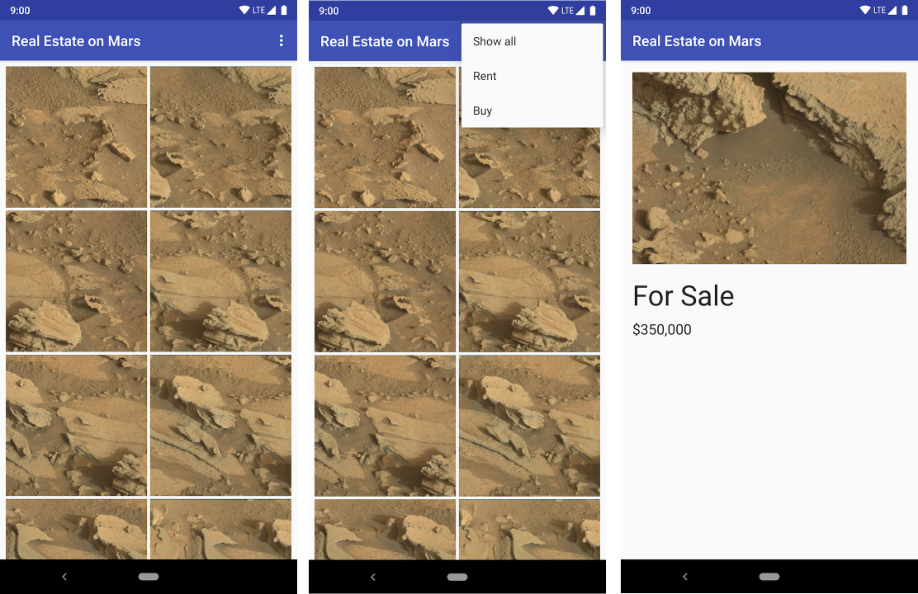 9:00 LTE
Real Estate on Mars
9:00 LTE
Real Estate on Mars
Show all
Rent
Buy
9:00 LTE
Real Estate on Mars
For Sale
$350,000